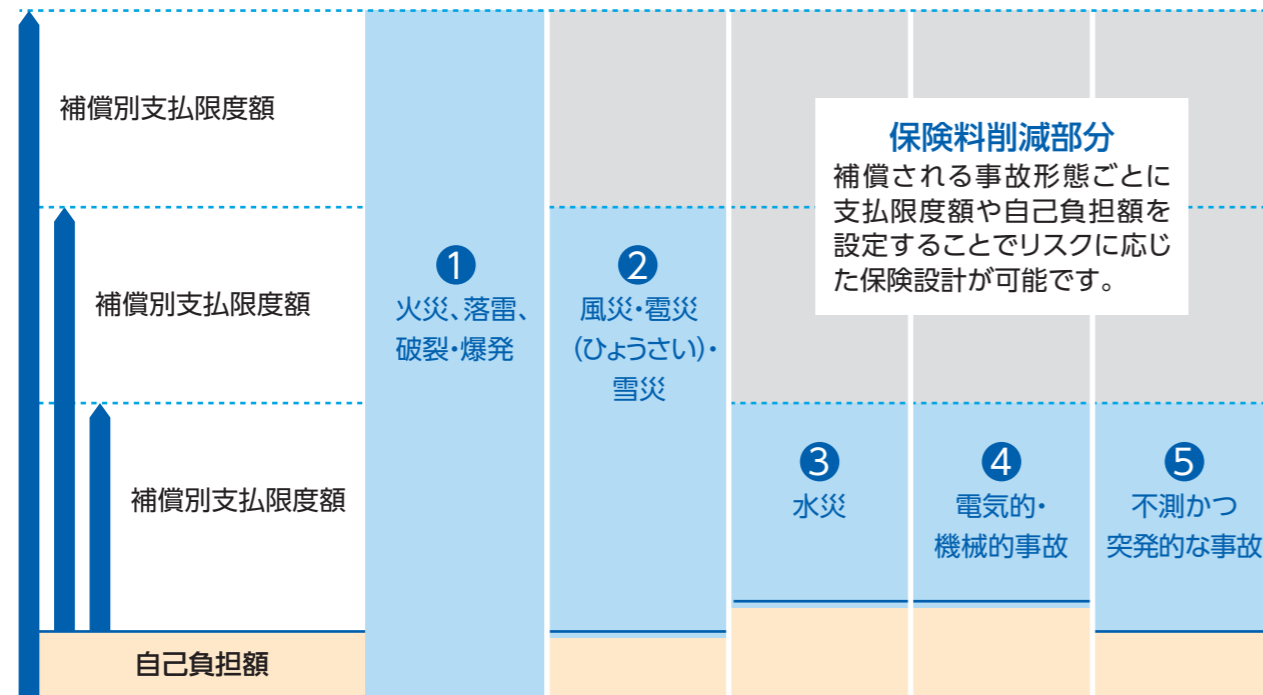 補償別支払限度額
補償別支払限度額
補償別支払限度額
自己負担額
❶
火災、落雷、
破裂・爆発
❷
風災・雹災
(ひょうさい)・
雪災
保険料削減部分
補償される事故形態ごとに
支払限度額や自己負担額を
設定することでリスクに応じ
た保険設計が可能です。
❸
水災
❹
電気的・
機械的事故
❺
不測かつ
突発的な事故